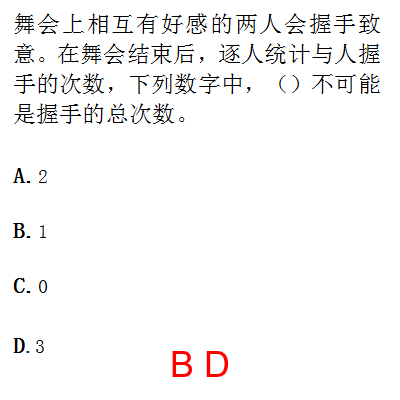 舞会上相互有好感的两人会握手致
意。在舞会结束后，逐人统计与人握
手的次数，下列数字中，（）不可能
是握手的总次数。
A. 2
B. 1
C. 0
D. 3
B D